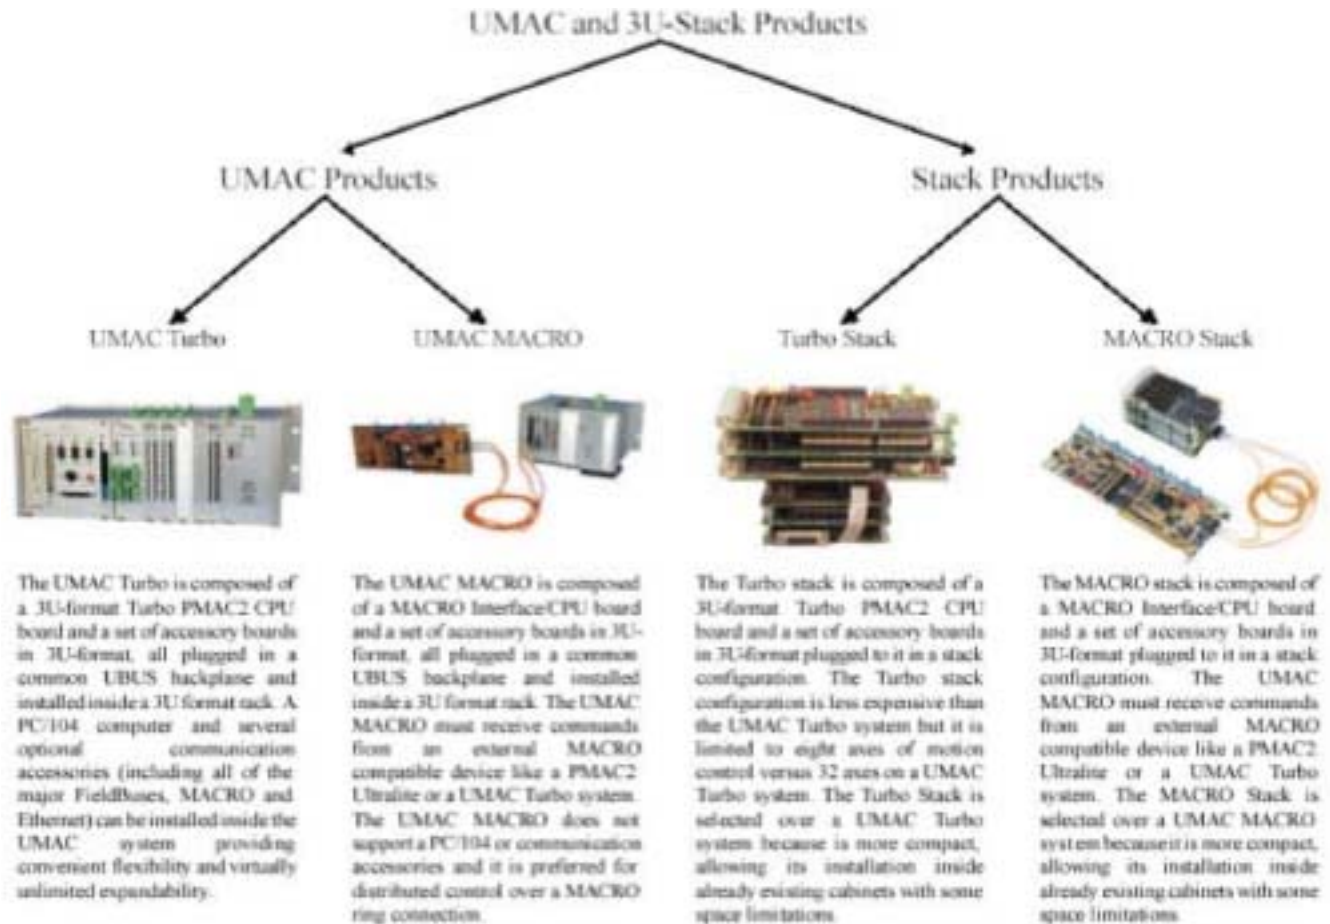 UMAC and 3U-Stack Products
UMAC Products
Stack Products
UMAC Turbo
UMAC MACRO
Turbo Stack
MACRO Stack
The UMAC Turbo is composed of
a 3U-format Turbo PMAC2 CPU
board and a set of accessory boards
in 3U-format, all plugged in a
common UBUS backplane and
installed inside a 3U format rack. A
PC/104 computer and several
optional communication
accessories (including all of the
major FieldBuses, MACRO and
Ethernet) can be installed inside the
UMAC system providing
convenient flexibility and virtually
unlimited expandability.
The UMAC MACRO is composed
of a MACRO Interface/CPU board
and a set of accessory boards in 3U-
format, all plugged in a common
UBUS backplane and installed
inside a 3U format rack. The UMAC
MACRO must receive commands
from an external MACRO
compatible device like a PMAC2
Ultralite or a UMAC Turbo system.
The UMAC MACRO does not
support a PC/104 or communication
accessories and it is preferred for
distributed control over a MACRO
ring connection.
The Turbo stack is composed of a
3U-format Turbo PMAC2 CPU
board and a set of accessory boards
in 3U-format plugged to it in a stack
configuration. The Turbo stack
configuration is less expensive than
the UMAC Turbo system but it is
limited to eight axes of motion
control versus 32 axes on a UMAC
Turbo system. The Turbo Stack is
selected over a UMAC Turbo
system because is more compact,
allowing its installation inside
already existing cabinets with some
space limitations.
The MACRO stack is composed of
a MACRO Interface/CPU board
and a set of accessory boards in
3U-format plugged to it in a stack
configuration. The UMAC
MACRO must receive commands
from an external MACRO
compatible device like a PMAC2
Ultralite or a UMAC Turbo
system. The MACRO Stack is
selected over a UMAC MACRO
system because it is more compact,
allowing its installation inside
already existing cabinets with some
space limitations.